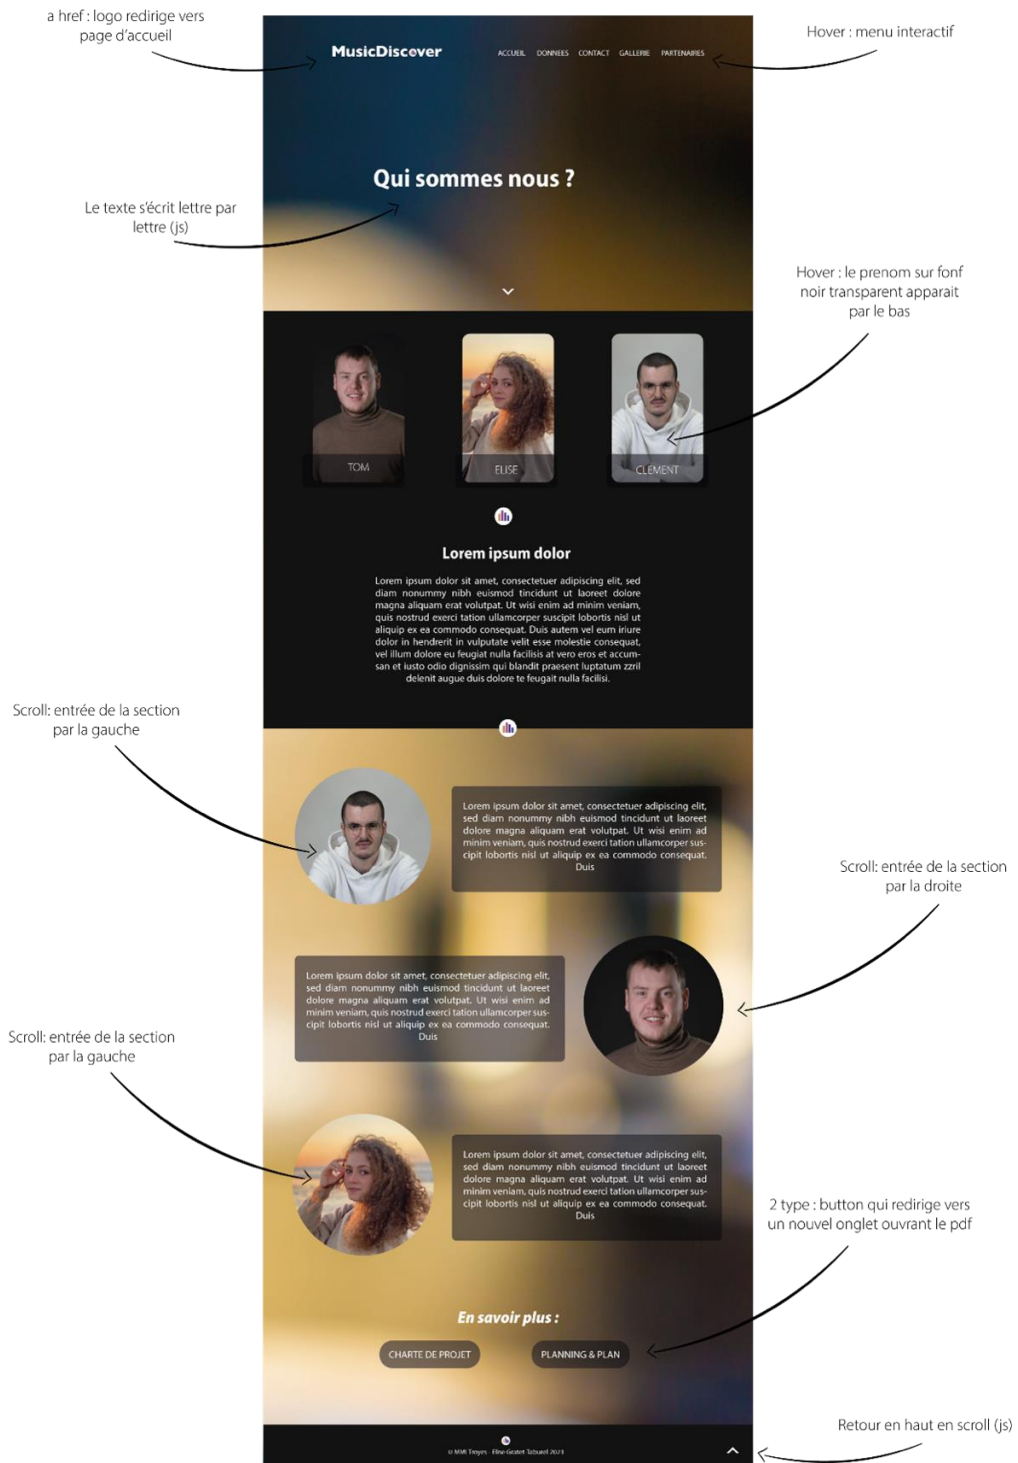 a href : logo redirige vers
page d'accueil
Hover : menu interactif
MusicDiscover
ACCUEIL DONNEES CONTACT GALLERIE PARTENAIRES
Qui sommes nous ?
Le texte s'écrit lettre par
lettre (js)
Hover : le prenom sur fonf
noir transparent apparait
par le bas
TOM
ELISE
CLEMENT
Lorem ipsum dolor
Lorem ipsum dolor sit amet, consectetuer adipiscing elit, sed
diam nonummy nibh euismod tincidunt ut laoreet dolore
magna aliquam erat volutpat. Ut wisi enim ad minim veniam,
quis nostrud exerci tation ullamcorper suscipit lobortis nisl ut
aliquip ex ea commodo consequat. Duis autem vel eum iriure
dolor in hendrerit in vulputate velit esse molestie consequat,
vel illum dolore eu feugiat nulla facilisis at vero eros et accum-
san et iusto odio dignissim qui blandit praesent luptatum zzril
delenit augue duis dolore te feugait nulla facilisi.
Scroll: entrée de la section
par la gauche
Lorem ipsum dolor sit amet, consectetuer adipiscing elit,
sed diam nonummy nibh euismod tincidunt ut laoreet
dolore magna aliquam erat volutpat. Ut wisi enim ad
minim veniam, quis nostrud exerci tation ullamcorper sus-
cipit lobortis nisl ut aliquip ex ea commodo consequat.
Duis
Scroll: entrée de la section
par la droite
Lorem ipsum dolor sit amet, consectetuer adipiscing elit,
sed diam nonummy nibh euismod tincidunt ut laoreet
dolore magna aliquam erat volutpat. Ut wisi enim ad
minim veniam, quis nostrud exerci tation ullamcorper sus-
cipit lobortis nisl ut aliquip ex ea commodo consequat.
Duis
Scroll: entrée de la section
par la gauche
Lorem ipsum dolor sit amet, consectetuer adipiscing elit,
sed diam nonummy nibh euismod tincidunt ut laoreet
dolore magna aliquam erat volutpat. Ut wisi enim ad
minim veniam, quis nostrud exerci tation ullamcorper sus-
cipit lobortis nisl ut aliquip ex ea commodo consequat.
Duis
2 type : button qui redirige vers
un nouvel onglet ouvrant le pdf
En savoir plus :
CHARTE DE PROJET
PLANNING & PLAN
Retour en haut en scroll (js)
© MMI Troyes - Elise Gratet-Taburel 2021